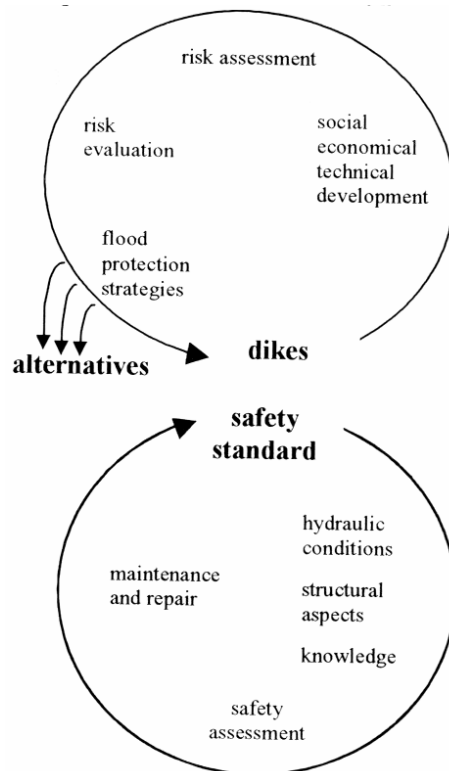 risk assessment
risk
evaluation
social
economical
technical
development
flood
protection
strategies
alternatives
dikes
safety
standard
hydraulic
conditions
maintenance
and repair
structural
aspects
knowledge
safety
assessment